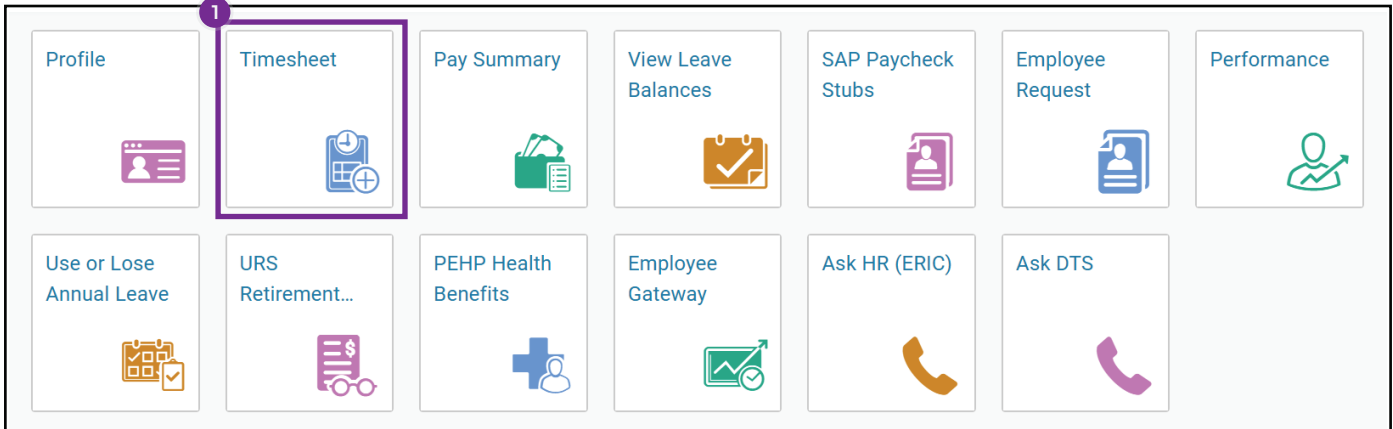 1
Profile
Timesheet
Pay Summary
View Leave
Balances
SAP Paycheck
Stubs
Employee
Request
Performance
Use or Lose
Annual Leave
URS
Retirement...
$
PEHP Health
Benefits
Employee
Gateway
Ask HR (ERIC)
Ask DTS